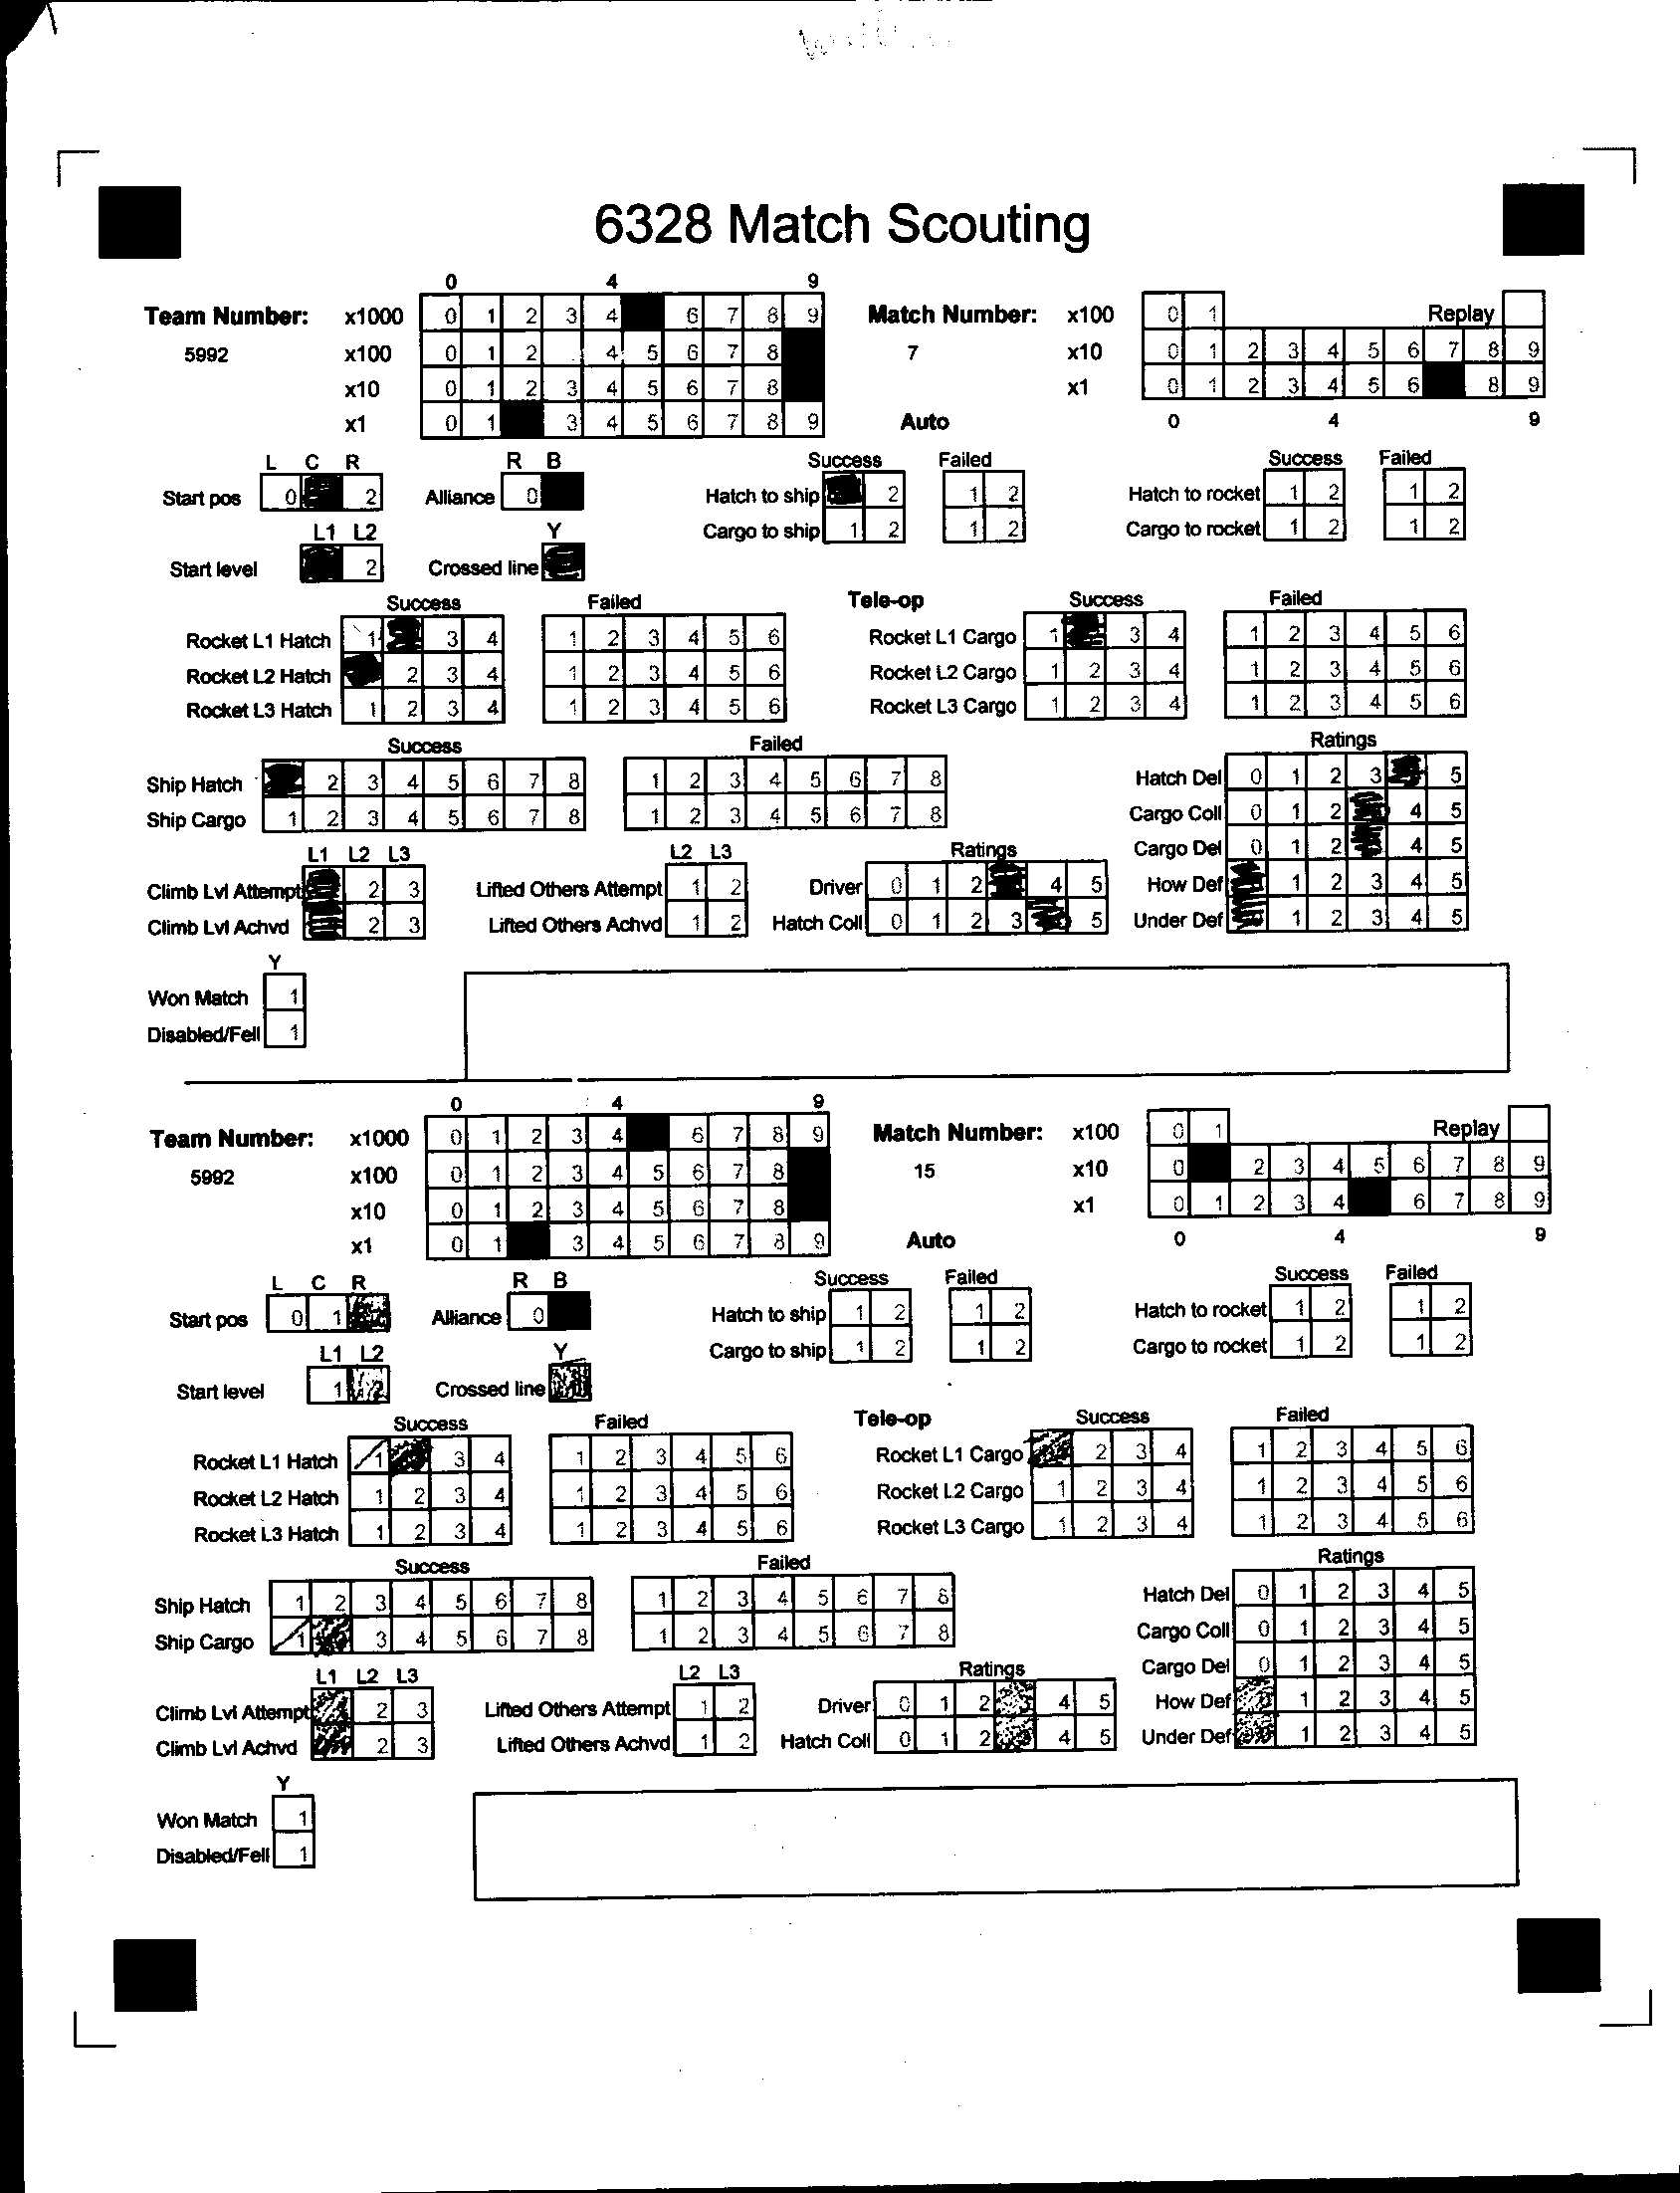 6328 Match Scouting
0 4 9
Team Number: x1000 0 1 2 3 4 6 7 8 9 Match Number: x100 0 1 Replay
5992 x100 0 1 2 4 5 6 7 8 7 x10 0 1 2 3 4 5 6 7 8 9
x10 0 1 2 3 4 5 6 7 8 x1 0 1 2 3 4 5 6 8 9
x1 0 1 3 4 5 6 7 8 9 Auto 0 4 9
L C R R B Success Failed Success Failed
Start pos 0 2 Alliance 0 Hatch to ship 2 1 2 Hatch to rocket 1 2 1 2
L1 L2 Y Cargo to ship 1 2 1 2 Cargo to rocket 1 2 1 2
Start level 2 Crossed line
Success Failed Tele-op Success Failed
Rocket L1 Hatch 1 3 4 1 2 3 4 5 6 Rocket L1 Cargo 1 3 4 1 2 3 4 5 6
Rocket L2 Hatch 2 3 4 1 2 3 4 5 6 Rocket L2 Cargo 1 2 3 4 1 2 3 4 5 6
Rocket L3 Hatch 1 2 3 4 1 2 3 4 5 6 Rocket L3 Cargo 1 2 3 4 1 2 3 4 5 6
Success Failed Ratings
Ship Hatch 2 3 4 5 6 7 8 1 2 3 4 5 6 7 8 Hatch Del 0 1 2 3 5
Ship Cargo 1 2 3 4 5 6 7 8 1 2 3 4 5 6 7 8 Cargo Coll 0 1 2 4 5
L1 L2 L3 L2 L3 Ratings Cargo Del 0 1 2 4 5
Climb Lvl Attempt 2 3 Lifted Others Attempt 1 2 Driver 0 1 2 4 5 How Def 1 2 3 4 5
Climb Lvl Achvd 2 3 Lifted Others Achvd 1 2 Hatch Coll 0 1 2 3 5 Under Def 1 2 3 4 5
Y
Won Match 1
Disabled/Fell 1
0 4 9
Team Number: x1000 0 1 2 3 4 6 7 8 9 Match Number: x100 0 1 Replay
5992 x100 0 1 2 3 4 5 6 7 8 15 x10 0 2 3 4 5 6 7 8 9
x10 0 1 2 3 4 5 6 7 8 x1 0 1 2 3 4 6 7 8 9
x1 0 1 3 4 5 6 7 8 9 Auto 0 4 9
L C R R B Success Failed Success Failed
Start pos 0 1 Alliance 0 Hatch to ship 1 2 1 2 Hatch to rocket 1 2 1 2
L1 L2 Y Cargo to ship 1 2 1 2 Cargo to rocket 1 2 1 2
Start level 1 2 Crossed line
Success Failed Tele-op Success Failed
Rocket L1 Hatch 1 3 4 1 2 3 4 5 6 Rocket L1 Cargo 2 3 4 1 2 3 4 5 6
Rocket L2 Hatch 1 2 3 4 1 2 3 4 5 6 Rocket L2 Cargo 1 2 3 4 1 2 3 4 5 6
Rocket L3 Hatch 1 2 3 4 1 2 3 4 5 6 Rocket L3 Cargo 1 2 3 4 1 2 3 4 5 6
Success Failed Ratings
Ship Hatch 1 2 3 4 5 6 7 8 1 2 3 4 5 6 7 8 Hatch Del 0 1 2 3 4 5
Ship Cargo 1 3 4 5 6 7 8 1 2 3 4 5 6 7 8 Cargo Coll 0 1 2 3 4 5
L1 L2 L3 L2 L3 Ratings Cargo Del 0 1 2 3 4 5
Climb Lvl Attempt 2 3 Lifted Others Attempt 1 2 Driver 0 1 2 4 5 How Def 1 2 3 4 5
Climb Lvl Achvd 2 3 Lifted Others Achvd 1 2 Hatch Coll 0 1 2 4 5 Under Def 1 2 3 4 5
Y
Won Match 1
Disabled/Fell 1